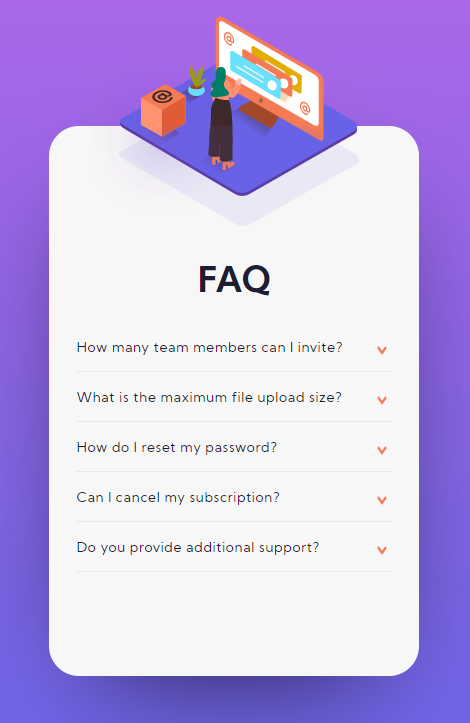 @
@
@
FAQ
How many team members can I invite?
What is the maximum file upload size?
How do I reset my password?
Can I cancel my subscription?
Do you provide additional support?